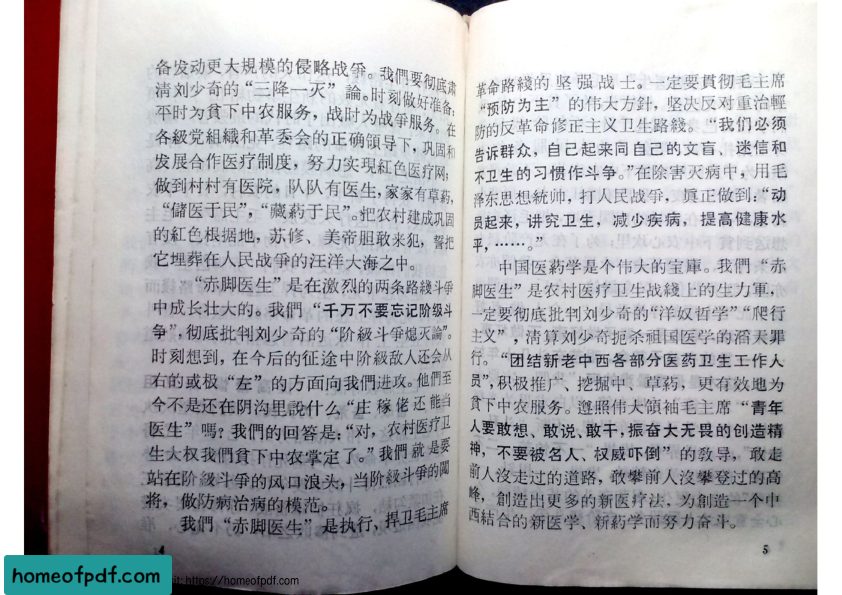 备发动更大规模的侵略战爭。我們要彻底肅
清刘少奇的“三降一灭”論。时刻做好准备:
平时为貧下中农服务，战时为战爭服务。在
各級党組織和革委会的正确領导下，巩固和
发展合作医疗制度，努力实現紅色医疗网;
做到村村有医院，队队有医生，家家有草葯，
“儲医于民”，“藏葯于民”。把农村建成巩固
的紅色根据地，苏修、美帝胆敢来犯，誓把
它埋葬在人民战爭的汪洋大海之中。
“赤脚医生”是在激烈的两条路綫斗爭
中成长壮大的。我們“千万不要忘记阶级斗
争”，彻底批判刘少奇的“阶級斗爭熄灭論”。
时刻想到，在今后的征途中阶級敌人还会从
右的或极“左”的方面向我們进攻。他們至
今不是还在阴沟里說什么“庄稼佬还能当
医生”嗎？我們的回答是:“对，农村医疗卫
生大权我們貧下中农掌定了。”我們就是要
站在阶級斗爭的风口浪头，当阶級斗爭的闖
将，做防病治病的模范。
我們“赤脚医生”是执行，捍卫毛主席
4
革命路綫的坚强战士。一定要貫彻毛主席
“预防为主”的伟大方針，坚决反对重治輕
防的反革命修正主义卫生路綫。“我们必须
告诉群众，自己起来同自己的文盲、迷信和
不卫生的习惯作斗争。”在除害灭病中，用毛
泽东思想統帅，打人民战爭，眞正做到:“动
员起来，讲究卫生，减少疾病，提高健康水
平，……。”
中国医葯学是个伟大的宝庫。我們“赤
脚医生”是农村医疗卫生战綫上的生力軍，
一定要彻底批判刘少奇的“洋奴哲学”“爬行
主义”，清算刘少奇扼杀祖国医学的滔天罪
行。“团结新老中西各部分医药卫生工作人
员”，积极推广、挖掘中、草葯，更有效地为
貧下中农服务。遵照伟大領袖毛主席“青年
人要敢想、敢说、敢干，振奋大无畏的创造精
神，不要被名人、权威吓倒”的敎导，敢走
前人沒走过的道路，敢攀前人沒攀登过的高
峰，創造出更多的新医疗法，为創造一个中
西結合的新医学、新葯学而努力奋斗。
5
homeofpdf.com
it: https://homeofpdf.com